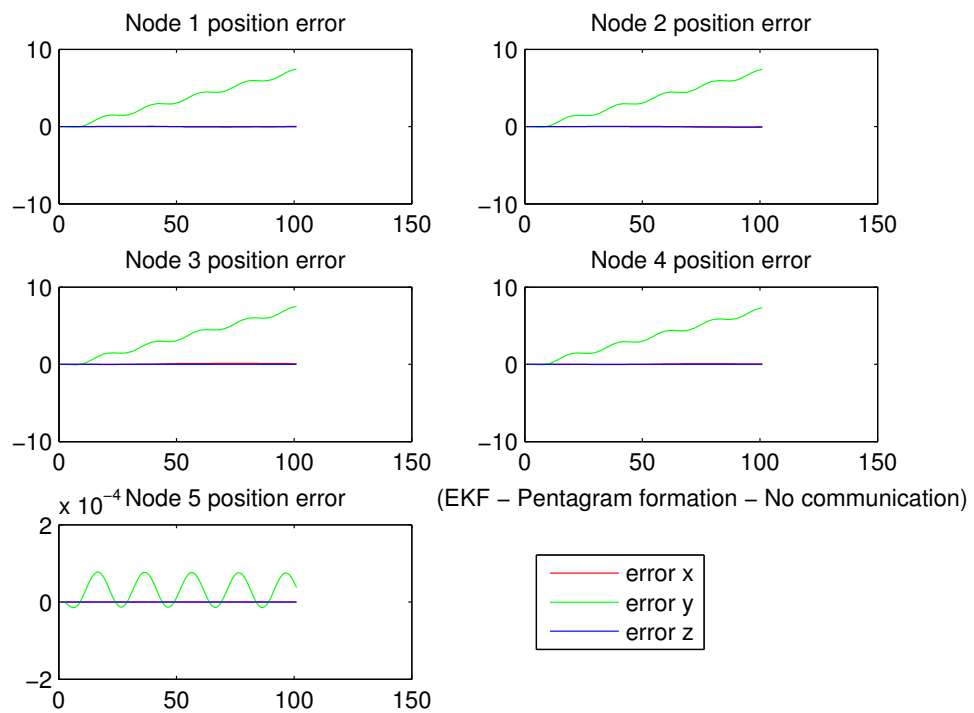 Node 1 position error
10
0
−10
0 50 100 150
Node 2 position error
10
0
−10
0 50 100 150
Node 3 position error
10
0
−10
0 50 100 150
Node 4 position error
10
0
−10
0 50 100 150
x 10−4
Node 5 position error
2
0
−2
0 50 100 150
(EKF − Pentagram formation − No communication)
error x
error y
error z